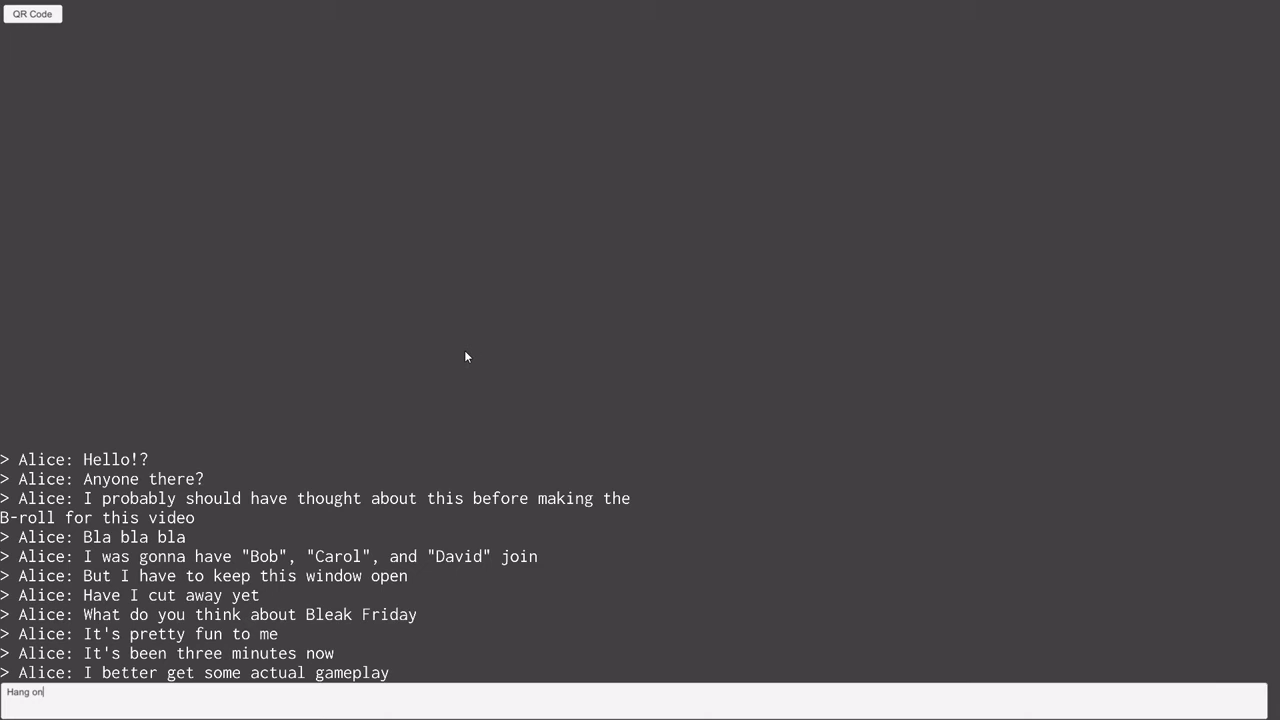 QR Code
> Alice: Hello!?
> Alice: Anyone there?
> Alice: I probably should have thought about this before making the
B-roll for this video
> Alice: Bla bla bla
> Alice: I was gonna have "Bob", "Carol", and "David" join
> Alice: But I have to keep this window open
> Alice: Have I cut away yet
> Alice: What do you think about Bleak Friday
> Alice: It's pretty fun to me
> Alice: It's been three minutes now
> Alice: I better get some actual gameplay
Hang on